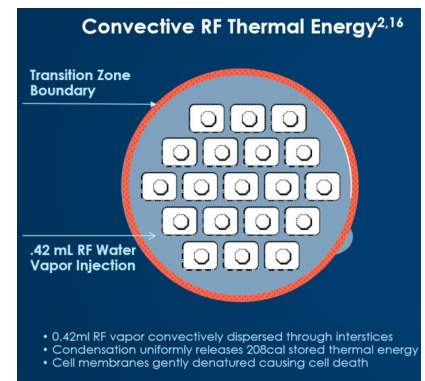 Convective RF Thermal Energy2,16
Transition Zone
Boundary
.42 mL RF Water
Vapor Injection
• 0.42ml RF vapor convectively dispersed through interstices
• Condensation uniformly releases 208cal stored thermal energy
• Cell membranes gently denatured causing cell death